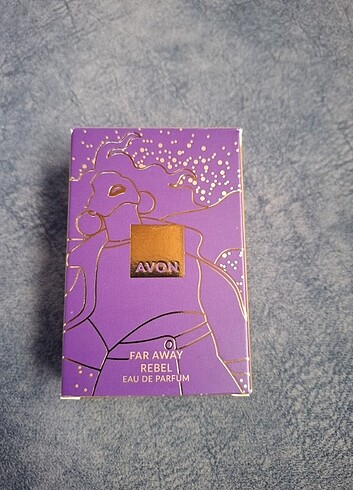 AVON
FAR AWAY
REBEL
EAU DE PARFUM